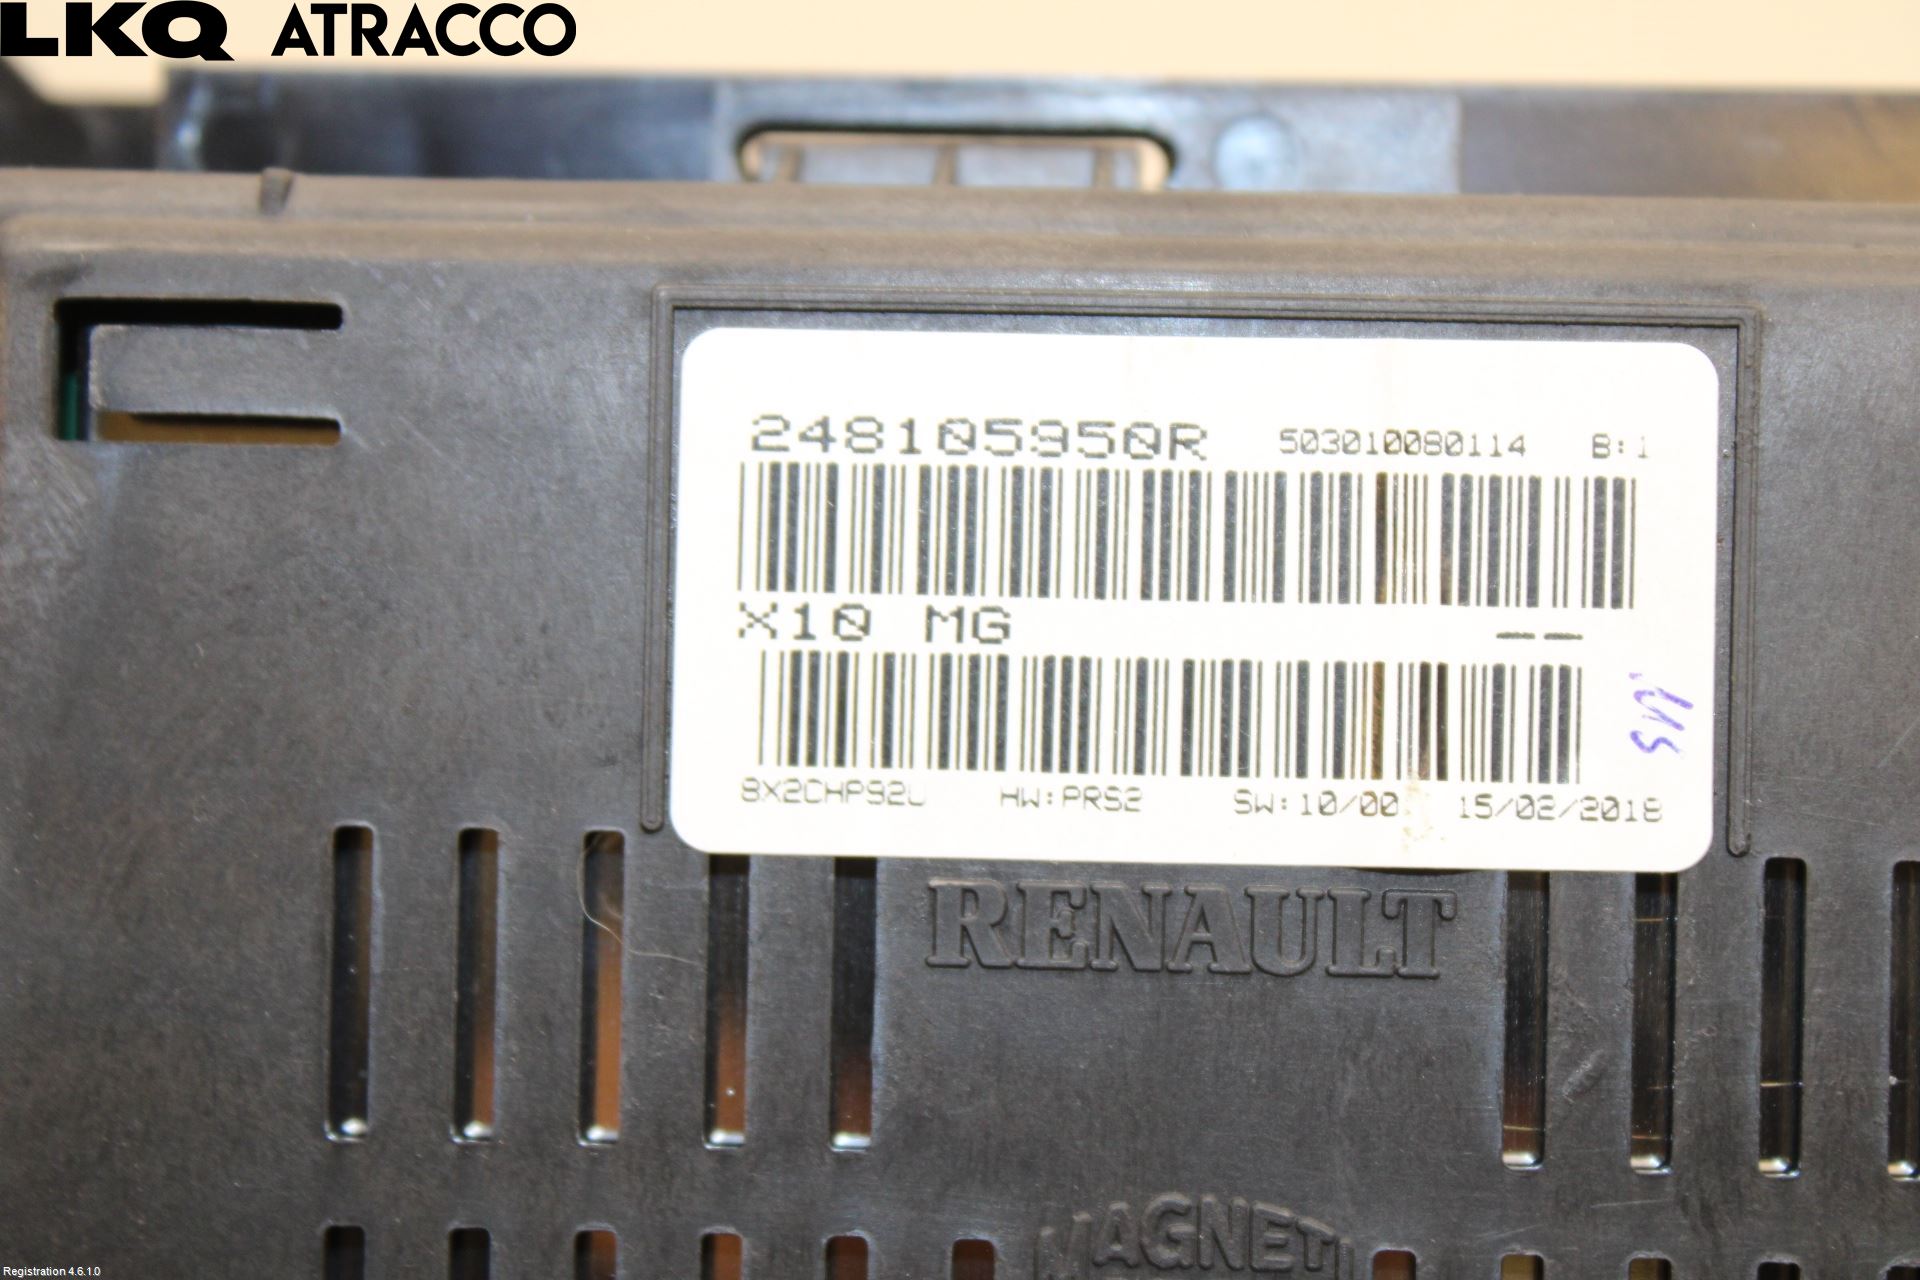 LKQ ATRACCO
248105950R 503010080114 B:1
X10 MG --
8X2CHP92U HW:PRS2 SW:10/00 15/02/2018
RENAULT
MAGNETI
Registration 4.6.1.0